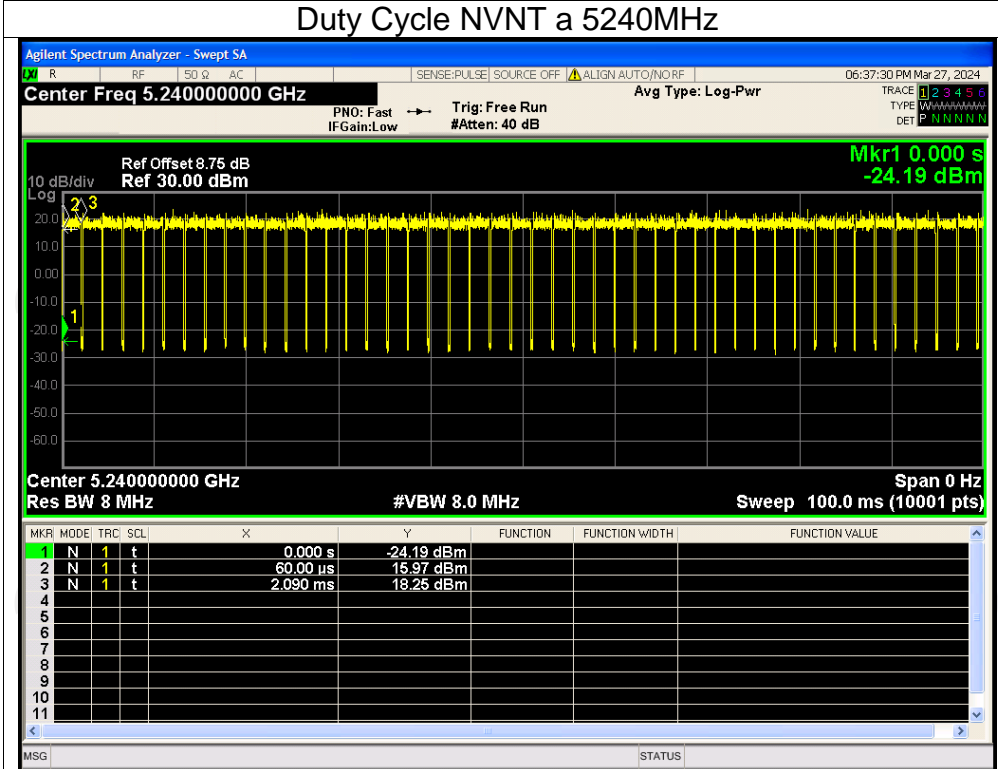 Duty Cycle NVNT a 5240MHz
Agilent Spectrum Analyzer - Swept SA
LXI R RF 50 Ω AC SENSE:PULSE SOURCE OFF ALIGN AUTO/NO RF 06:37:30 PM Mar 27, 2024
Center Freq 5.240000000 GHz Avg Type: Log-Pwr TRACE 1 2 3 4 5 6
PNO: Fast Trig: Free Run TYPE WWWWWW
IFGain:Low #Atten: 40 dB DET P N N N N N
Mkr1 0.000 s
Ref Offset 8.75 dB
10 dB/div Ref 30.00 dBm -24.19 dBm
Log
2 3
20.0
10.0
0.00
-10.0
1
-20.0
-30.0
-40.0
-50.0
-60.0
Center 5.240000000 GHz Span 0 Hz
Res BW 8 MHz #VBW 8.0 MHz Sweep 100.0 ms (10001 pts)
MKR MODE TRC SCL X Y FUNCTION FUNCTION WIDTH FUNCTION VALUE
1 N 1 t 0.000 s -24.19 dBm
2 N 1 t 60.00 µs 15.97 dBm
3 N 1 t 2.090 ms 18.25 dBm
4
5
6
7
8
9
10
11
MSG STATUS